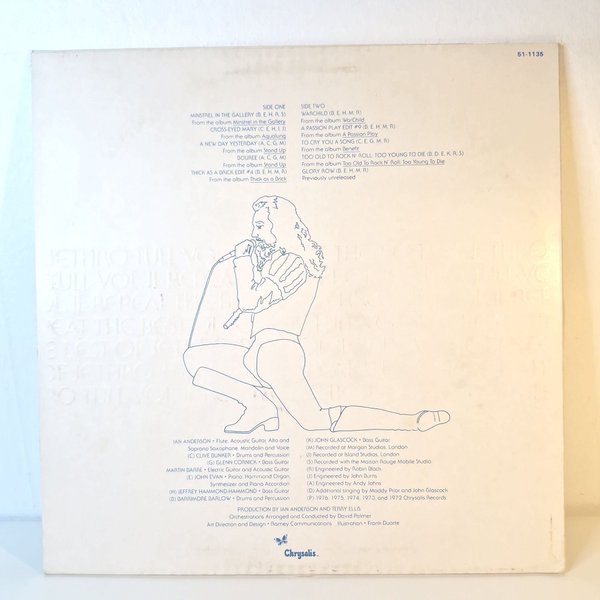 51-1135
SIDE ONE
MINSTREL IN THE GALLERY (B, E, H, R, S)
From the album Minstrel in the Gallery
CROSS-EYED MARY (C, E, H, I, J)
From the album Aqualung
A NEW DAY YESTERDAY (A, C, G, M)
From the album Stand Up
BOUREE (A, C, G, M)
From the album Stand Up
THICK AS A BRICK EDIT #4 (B, E, H, M, R)
From the album Thick as a Brick
SIDE TWO
WARCHILD (B, E, H, M, R)
From the album WarChild
A PASSION PLAY EDIT #9 (B, E, H, M, R)
From the album A Passion Play
TO CRY YOU A SONG (C, E, G, M, R)
From the album Benefit
TOO OLD TO ROCK N' ROLL; TOO YOUNG TO DIE (B, D, E, K, R, S)
From the album Too Old To Rock N' Roll: Too Young To Die
GLORY ROW (B, E, H, M, R)
Previously unreleased
IAN ANDERSON • Flute, Acoustic Guitar, Alto and
Soprano Saxophone, Mandolin and Voice
(C) CLIVE BUNKER • Drums and Percussion
(G) GLENN CORNICK • Bass Guitar
MARTIN BARRE • Electric Guitar and Acoustic Guitar
(E) JOHN EVAN • Piano, Hammond Organ,
Synthesizer and Piano Accordion
(H) JEFFREY HAMMOND-HAMMOND • Bass Guitar
(B) BARRIMORE BARLOW • Drums and Percussion
(K) JOHN GLASCOCK • Bass Guitar
(M) Recorded at Morgan Studios, London
(I) Recorded at Island Studios, London
(S) Recorded with the Maison Rouge Mobile Studio
(R) Engineered by Robin Black
(J) Engineered by John Burns
(A) Engineered by Andy Johns
(D) Additional singing by Maddy Prior and John Glascock
(P) 1976, 1975, 1974, 1973, and 1972 Chrysalis Records
PRODUCTION BY IAN ANDERSON AND TERRY ELLIS
Orchestrations Arranged and Conducted by David Palmer
Art Direction and Design • Barney Communications Illustration • Frank Duarte
Chrysalis